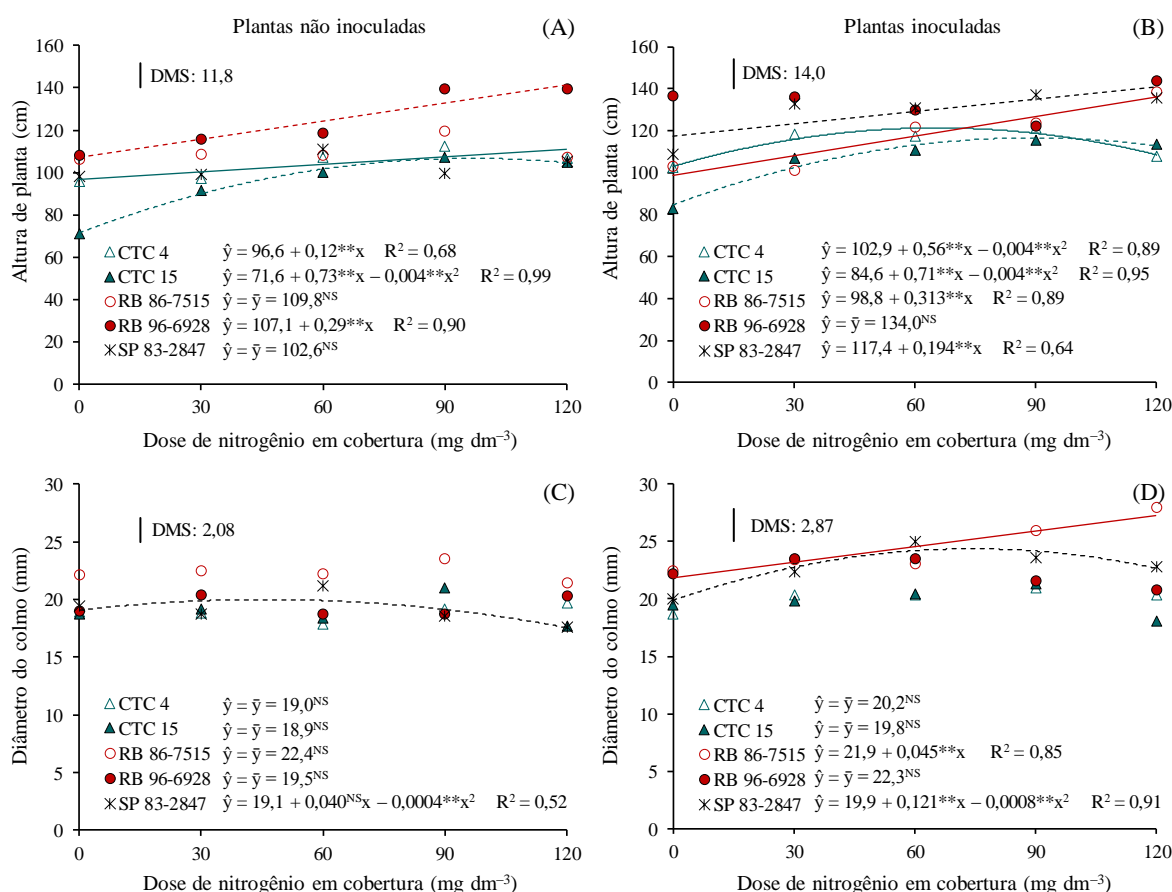 Plantas não inoculadas
(A)
DMS: 11,8
Altura de planta (cm)
160
140
120
100
80
60
40
20
0
CTC 4 ŷ = 96,6 + 0,12**x R² = 0,68
CTC 15 ŷ = 71,6 + 0,73**x – 0,004**x² R² = 0,99
RB 86-7515 ŷ = ȳ = 109,8ᴺˢ
RB 96-6928 ŷ = 107,1 + 0,29**x R² = 0,90
SP 83-2847 ŷ = ȳ = 102,6ᴺˢ
0 30 60 90 120
Dose de nitrogênio em cobertura (mg dm⁻³)
Plantas inoculadas
(B)
DMS: 14,0
Altura de planta (cm)
160
140
120
100
80
60
40
20
0
CTC 4 ŷ = 102,9 + 0,56**x – 0,004**x² R² = 0,89
CTC 15 ŷ = 84,6 + 0,71**x – 0,004**x² R² = 0,95
RB 86-7515 ŷ = 98,8 + 0,313**x R² = 0,89
RB 96-6928 ŷ = ȳ = 134,0ᴺˢ
SP 83-2847 ŷ = 117,4 + 0,194**x R² = 0,64
0 30 60 90 120
Dose de nitrogênio em cobertura (mg dm⁻³)
(C)
DMS: 2,08
Diâmetro do colmo (mm)
30
25
20
15
10
5
0
CTC 4 ŷ = ȳ = 19,0ᴺˢ
CTC 15 ŷ = ȳ = 18,9ᴺˢ
RB 86-7515 ŷ = ȳ = 22,4ᴺˢ
RB 96-6928 ŷ = ȳ = 19,5ᴺˢ
SP 83-2847 ŷ = 19,1 + 0,040ᴺˢx – 0,0004**x² R² = 0,52
0 30 60 90 120
Dose de nitrogênio em cobertura (mg dm⁻³)
(D)
DMS: 2,87
Diâmetro do colmo (mm)
30
25
20
15
10
5
0
CTC 4 ŷ = ȳ = 20,2ᴺˢ
CTC 15 ŷ = ȳ = 19,8ᴺˢ
RB 86-7515 ŷ = 21,9 + 0,045**x R² = 0,85
RB 96-6928 ŷ = ȳ = 22,3ᴺˢ
SP 83-2847 ŷ = 19,9 + 0,121**x – 0,0008**x² R² = 0,91
0 30 60 90 120
Dose de nitrogênio em cobertura (mg dm⁻³)